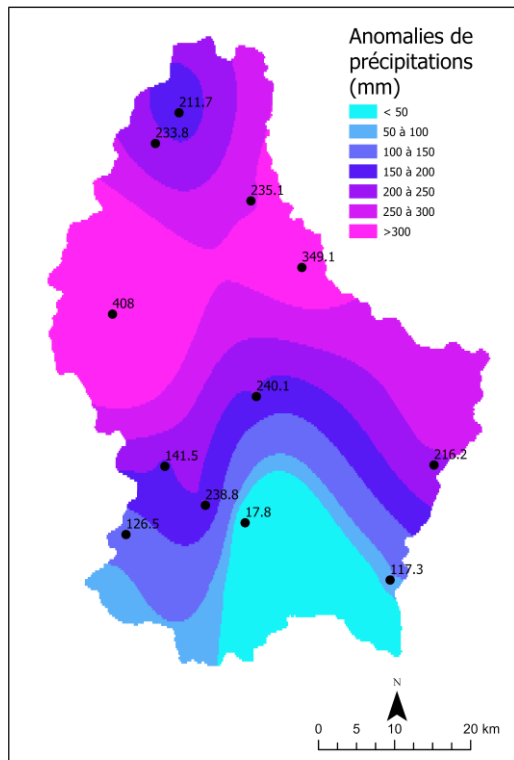 Anomalies de
précipitations
(mm)
< 50
50 à 100
100 à 150
150 à 200
200 à 250
250 à 300
>300
211.7
233.8
235.1
349.1
408
240.1
141.5
216.2
238.8
17.8
126.5
117.3
N
0 5 10 20 km